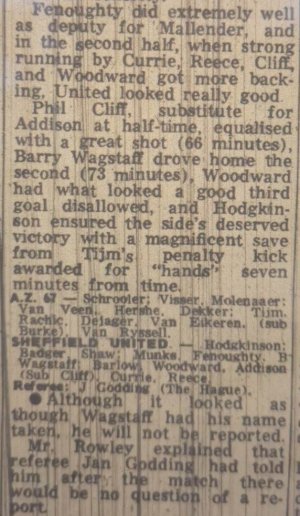 Fenoughty did extremely well
as deputy for Mallender, and
in the second half, when strong
running by Currie, Reece, Cliff,
and Woodward got more back-
ing, United looked really good
Phil Cliff, substitute for
Addison at half-time, equalised
with a great shot (66 minutes),
Barry Wagstaff drove home the
second (73 minutes), Woodward
had what looked a good third
goal disallowed, and Hodgkin-
son ensured the side's deserved
victory with a magnificent save
from Tijm's penalty kick
awarded for "hands" seven
minutes from time.
A.Z. 67 — Schrooler; Visser, Molenaaer;
Van Veen, Hershe, Dekker; Tijm,
Rachic, Dejager, Van Eikeren, (sub
Burke), Van Ryssell.
SHEFFIELD UNITED. — Hodgkinson;
Badger, Shaw; Munks, Fenoughty, B
Wagstaff; Barlow, Woodward, Addison
(Sub Cliff), Currie, Reece.
Referee: J Godding (The Hague).
● Although it looked as
though Wagstaff had his name
taken, he will not be reported.
Mr. Rowley explained that
referee Jan Godding had told
him after the match there
would be no question of a re-
port.